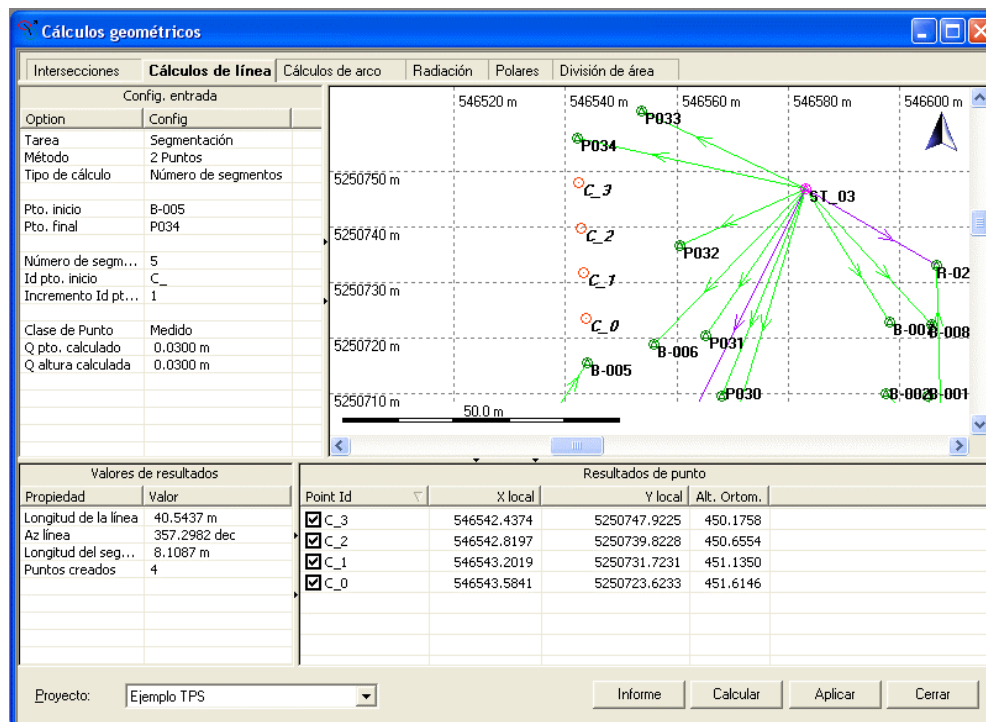 Cálculos geométricos
Intersecciones Cálculos de línea Cálculos de arco Radiación Polares División de área
Config. entrada
Option Config
Tarea Segmentación
Método 2 Puntos
Tipo de cálculo Número de segmentos
Pto. inicio B-005
Pto. final P034
Número de segm... 5
Id pto. inicio C_
Incremento Id pt... 1
Clase de Punto Medido
Q pto. calculado 0.0300 m
Q altura calculada 0.0300 m
546520 m 546540 m 546560 m 546580 m 546600 m
P033
P034
5250750 m
C_3
ST_03
5250740 m
C_2
P032
R-02
C_1
5250730 m
C_0
B-007
B-008
5250720 m
B-006
P031
B-005
5250710 m
50.0 m
P030
B-002
B-001
Valores de resultados
Propiedad Valor
Longitud de la línea 40.5437 m
Az línea 357.2982 dec
Longitud del seg... 8.1087 m
Puntos creados 4
Resultados de punto
Point Id X local Y local Alt. Ortom.
C_3 546542.4374 5250747.9225 450.1758
C_2 546542.8197 5250739.8228 450.6554
C_1 546543.2019 5250731.7231 451.1350
C_0 546543.5841 5250723.6233 451.6146
Proyecto: Ejemplo TPS
Informe Calcular Aplicar Cerrar